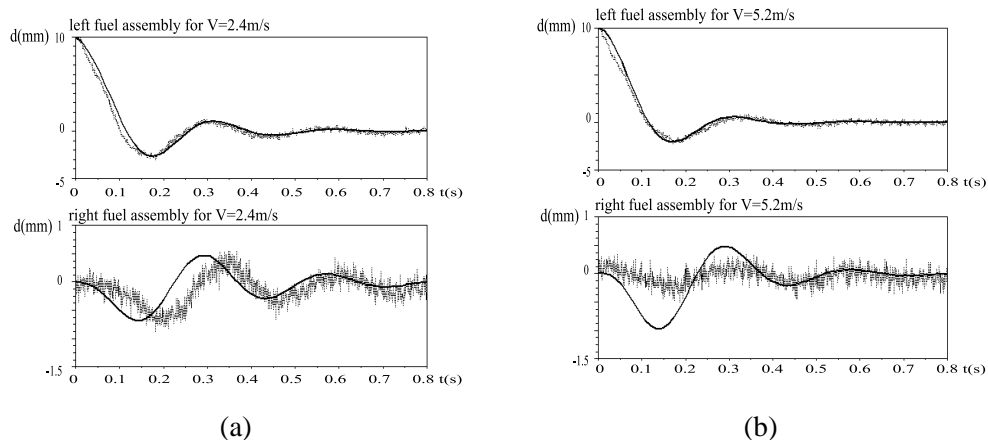 left fuel assembly for V=2.4m/s
d(mm)
10
0
-5
0 0.1 0.2 0.3 0.4 0.5 0.6 0.7 0.8 t(s)
right fuel assembly for V=2.4m/s
d(mm)
1
0
-1.5
0 0.1 0.2 0.3 0.4 0.5 0.6 0.7 0.8 t(s)
(a)
left fuel assembly for V=5.2m/s
d(mm)
10
0
-5
0 0.1 0.2 0.3 0.4 0.5 0.6 0.7 0.8 t(s)
right fuel assembly for V=5.2m/s
d(mm)
1
0
-1.5
0 0.1 0.2 0.3 0.4 0.5 0.6 0.7 0.8 t(s)
(b)